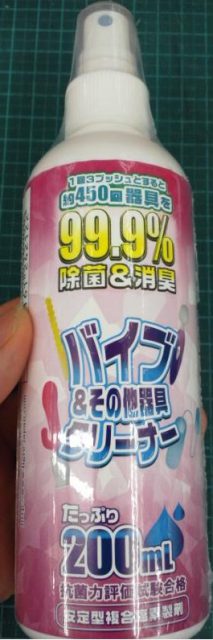 1回3プッシュとすると
約450回 器具を
99.9%
除菌&消臭
バイブ
&その他器具
クリーナー
たっぷり
200mL
抗菌力評価試験合格
安定型複合塩素製剤